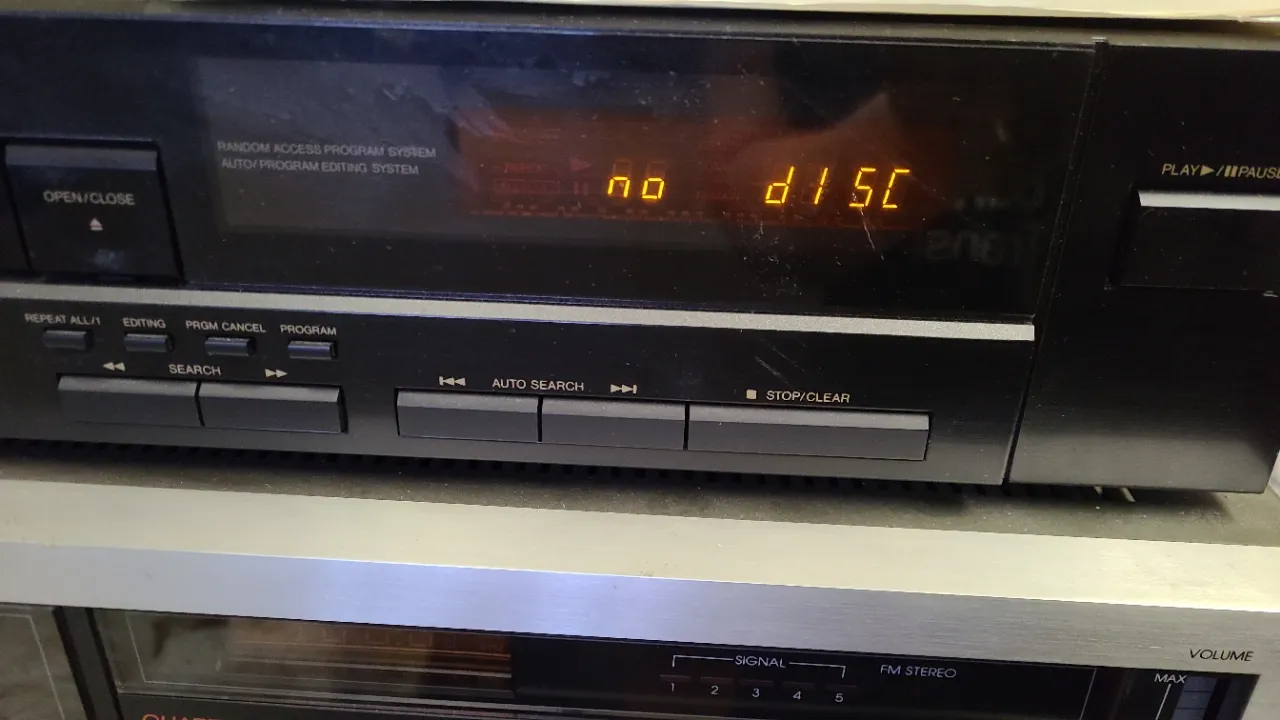 RANDOM ACCESS PROGRAM SYSTEM
AUTO/PROGRAM EDITING SYSTEM
no dISC
OPEN/CLOSE
PLAY▶/❚❚PAUSE
REPEAT ALL/1 EDITING PRGM CANCEL PROGRAM
◀◀ SEARCH ▶▶
|◀◀ AUTO SEARCH ▶▶|
■ STOP/CLEAR
SIGNAL
1 2 3 4 5
FM STEREO
VOLUME
MAX